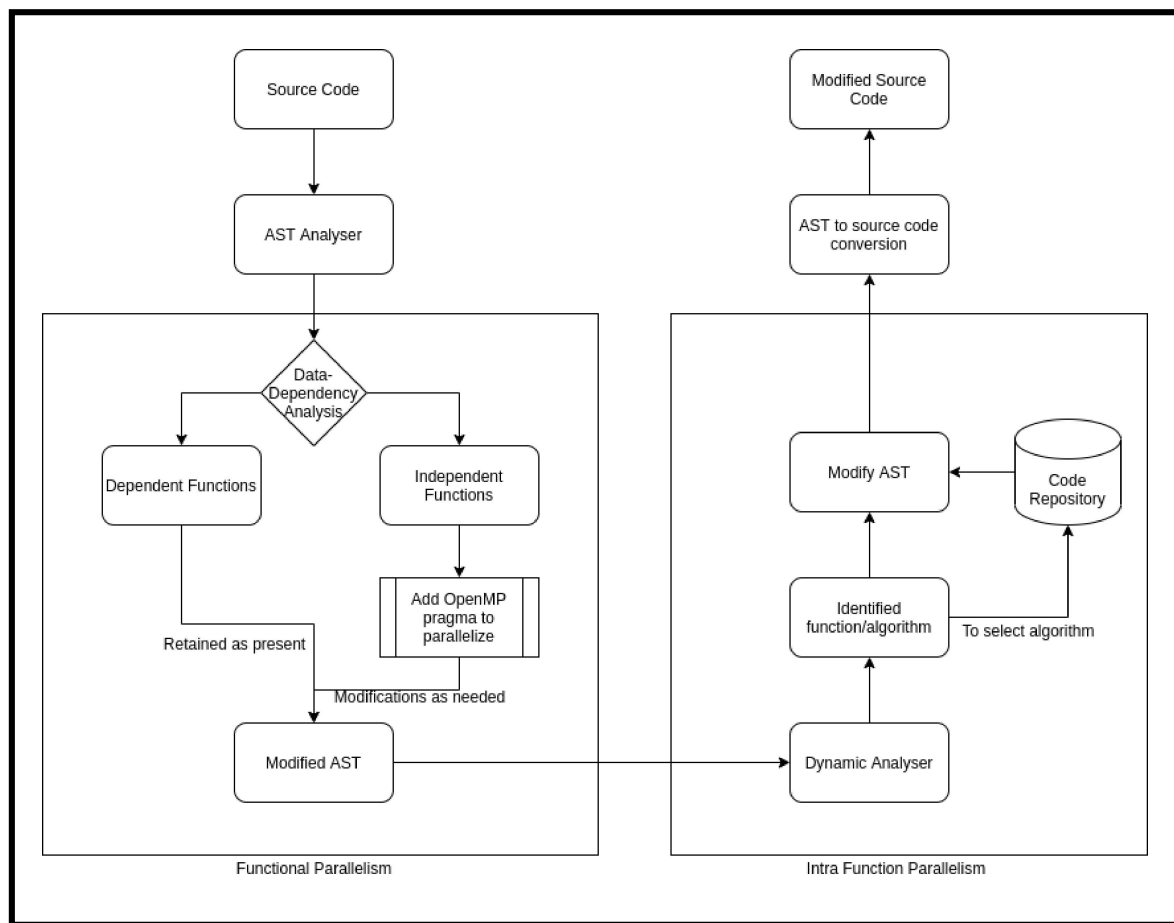 Source Code
AST Analyser
Data-
Dependency
Analysis
Dependent Functions
Independent
Functions
Add OpenMP
pragma to
parallelize
Retained as present
Modifications as needed
Modified AST
Functional Parallelism
Modified Source
Code
AST to source code
conversion
Modify AST
Code
Repository
Identified
function/algorithm
To select algorithm
Dynamic Analyser
Intra Function Parallelism